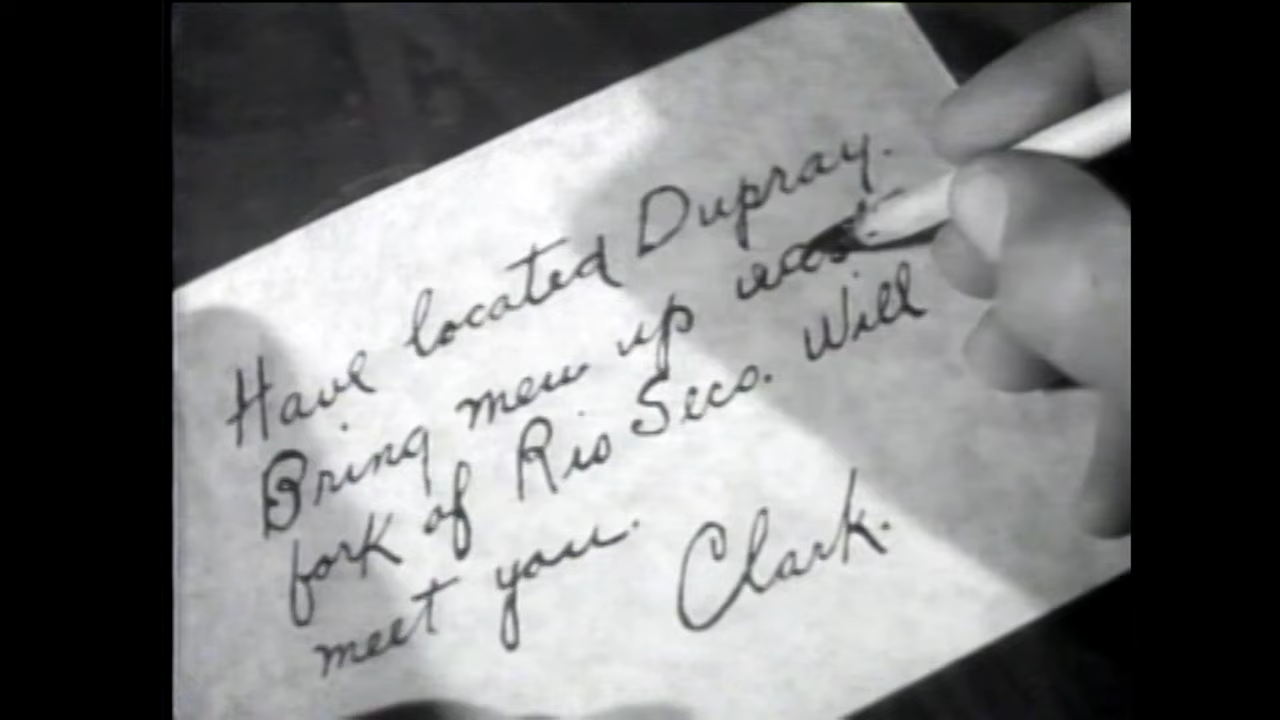 Have located Dupray.
Bring men up
fork of Rio Seco. Will
meet you.
Clark.